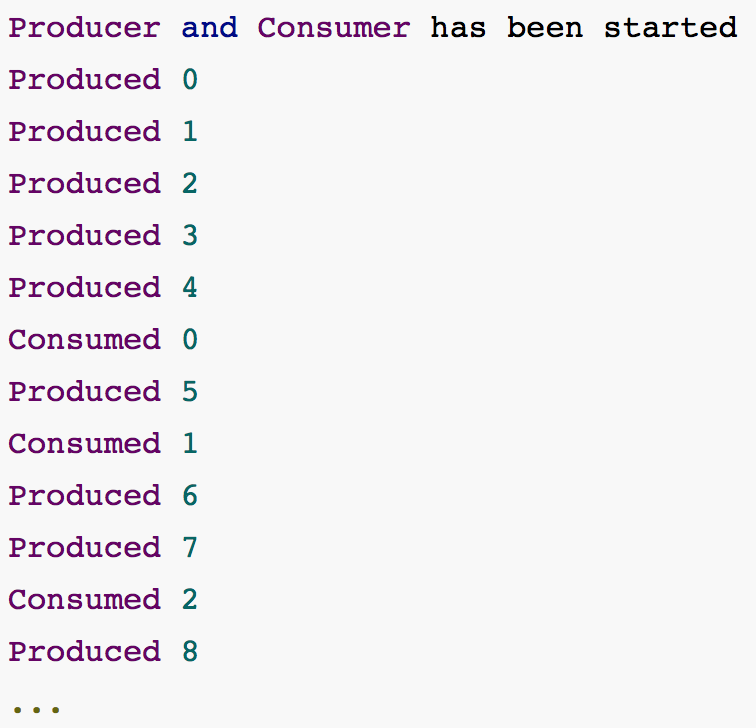 Producer and Consumer has been started
Produced 0
Produced 1
Produced 2
Produced 3
Produced 4
Consumed 0
Produced 5
Consumed 1
Produced 6
Produced 7
Consumed 2
Produced 8
...